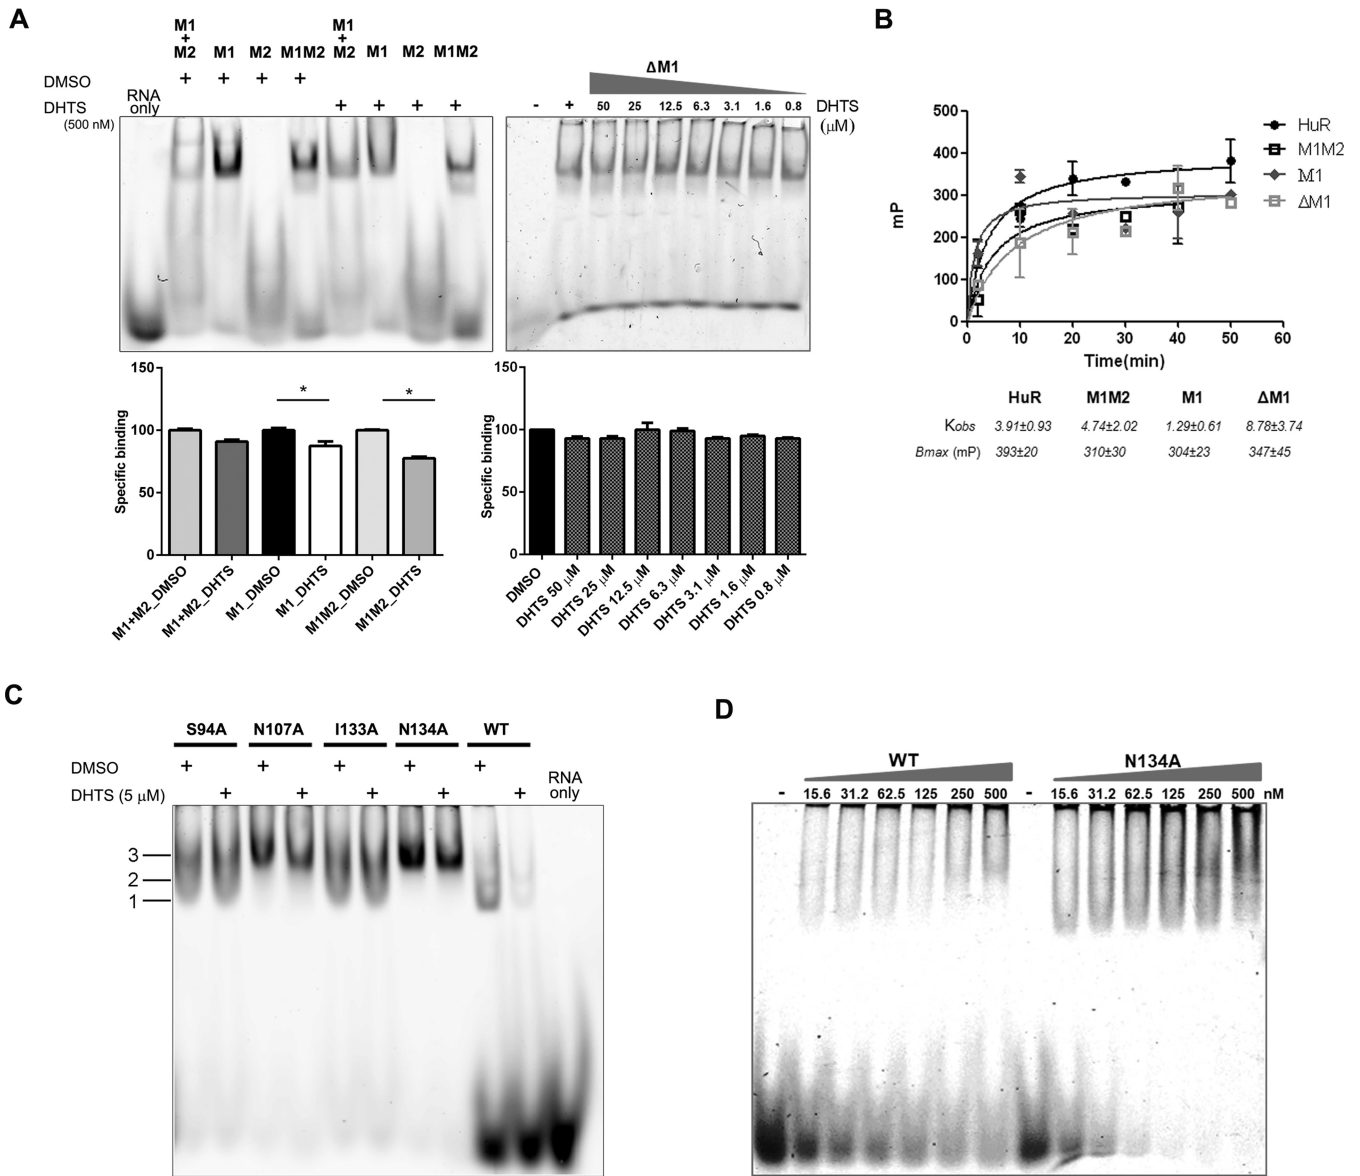 A
M1 + M2 M1 M2 M1M2 M1 + M2 M1 M2 M1M2
DMSO + + + +
RNA only
DHTS + + + +
(500 nM)
ΔM1
- + 50 25 12.5 6.3 3.1 1.6 0.8 DHTS
(μM)
150
100
50
0
Specific binding
M1+M2_DMSO
M1+M2_DHTS
M1_DMSO
M1_DHTS
M1M2_DMSO
M1M2_DHTS
*
*
150
100
50
0
Specific binding
DMSO
DHTS 50 μM
DHTS 25 μM
DHTS 12.5 μM
DHTS 6.3 μM
DHTS 3.1 μM
DHTS 1.6 μM
DHTS 0.8 μM
B
500
400
300
200
100
0
mP
0 10 20 30 40 50 60
Time(min)
HuR
M1M2
M1
ΔM1
HuR M1M2 M1 ΔM1
Kobs 3.91±0.93 4.74±2.02 1.29±0.61 8.78±3.74
Bmax (mP) 393±20 310±30 304±23 347±45
C
S94A N107A I133A N134A WT
DMSO + + + + +
DHTS (5 μM) + + + + +
RNA only
3
2
1
D
WT N134A
- 15.6 31.2 62.5 125 250 500 - 15.6 31.2 62.5 125 250 500 nM